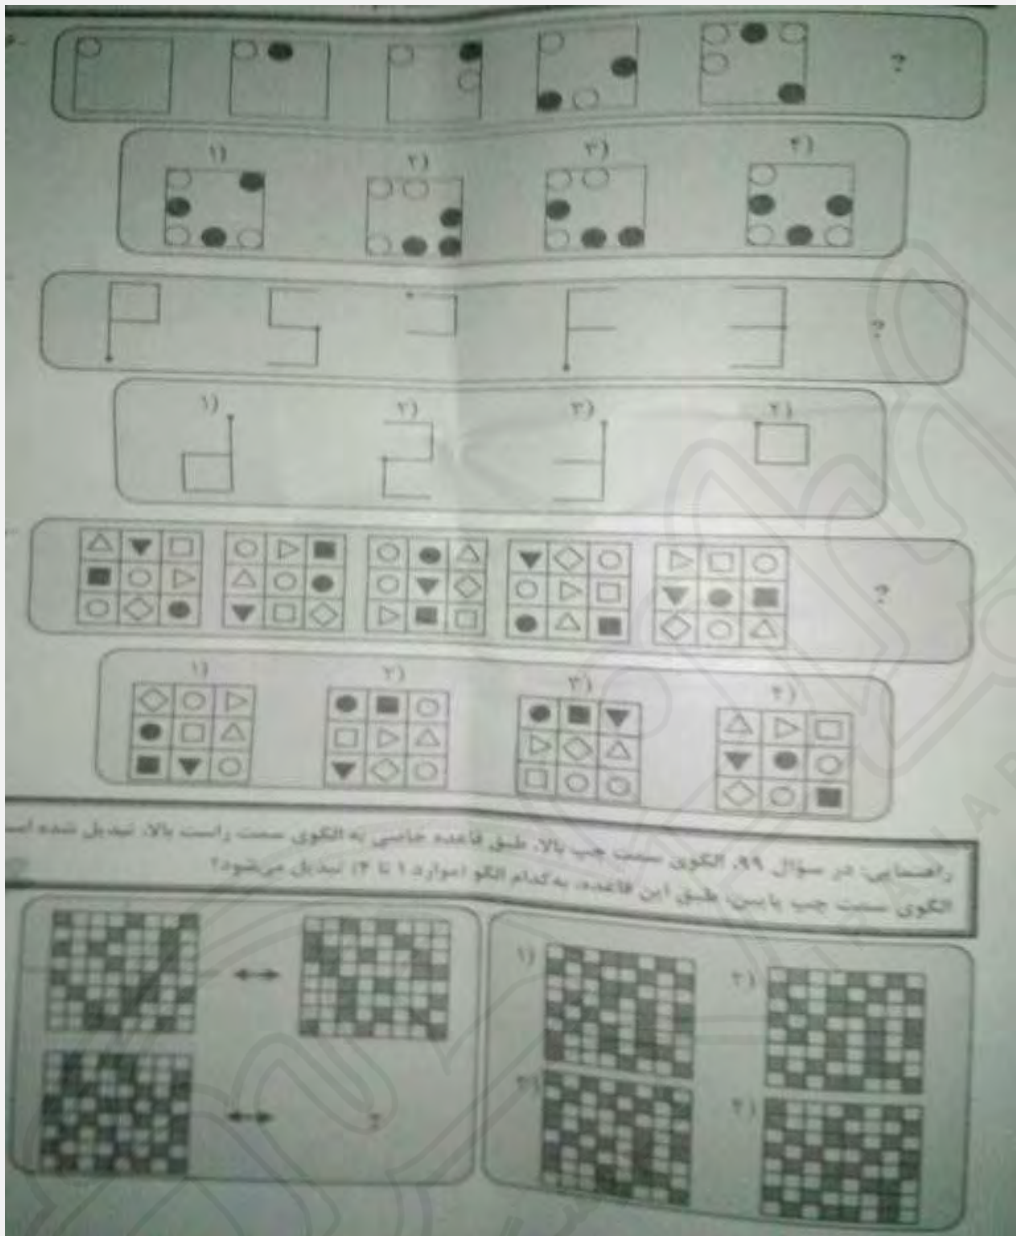 ?
۱) ۲) ۳) ۴)
?
۱) ۲) ۳) ۴)
?
۱) ۲) ۳) ۴)
راهنمایی: در سؤال ۹۹، الگوی سمت چپ بالا، طبق قاعده خاصی به الگوی سمت راست بالا، تبدیل شده
الگوی سمت چپ پایین، طبق این قاعده، به کدام الگو (موارد ۱ تا ۴) تبدیل می‌شود؟
۱) ۲)
?
۳) ۴)